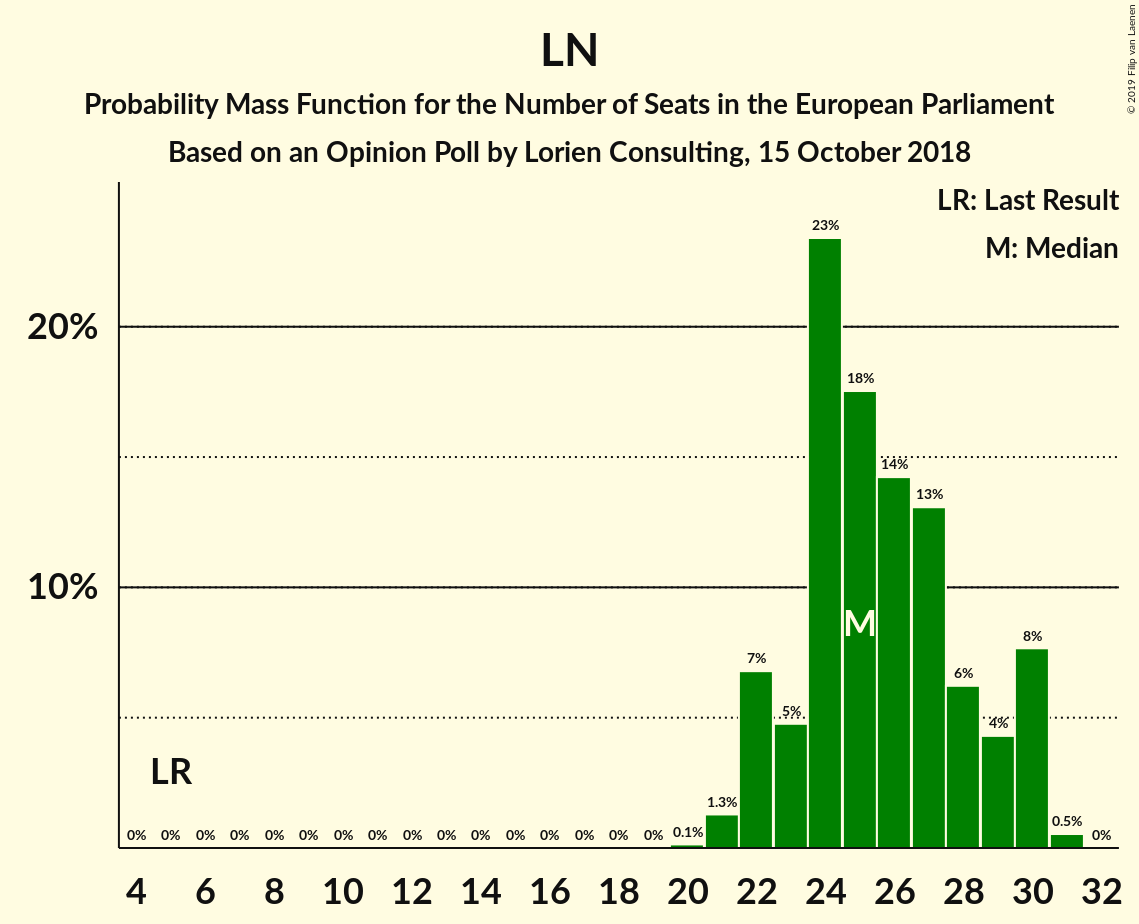 LN
Probability Mass Function for the Number of Seats in the European Parliament
Based on an Opinion Poll by Lorien Consulting, 15 October 2018
© 2019 Filip van Laenen
LR: Last Result
M: Median
23%
20%
18%
14%
13%
10%
M
8%
7%
6%
5%
4%
LR
1.3%
0.5%
0% 0% 0% 0% 0% 0% 0% 0% 0% 0% 0% 0% 0% 0% 0% 0% 0.1% 0%
4 6 8 10 12 14 16 18 20 22 24 26 28 30 32